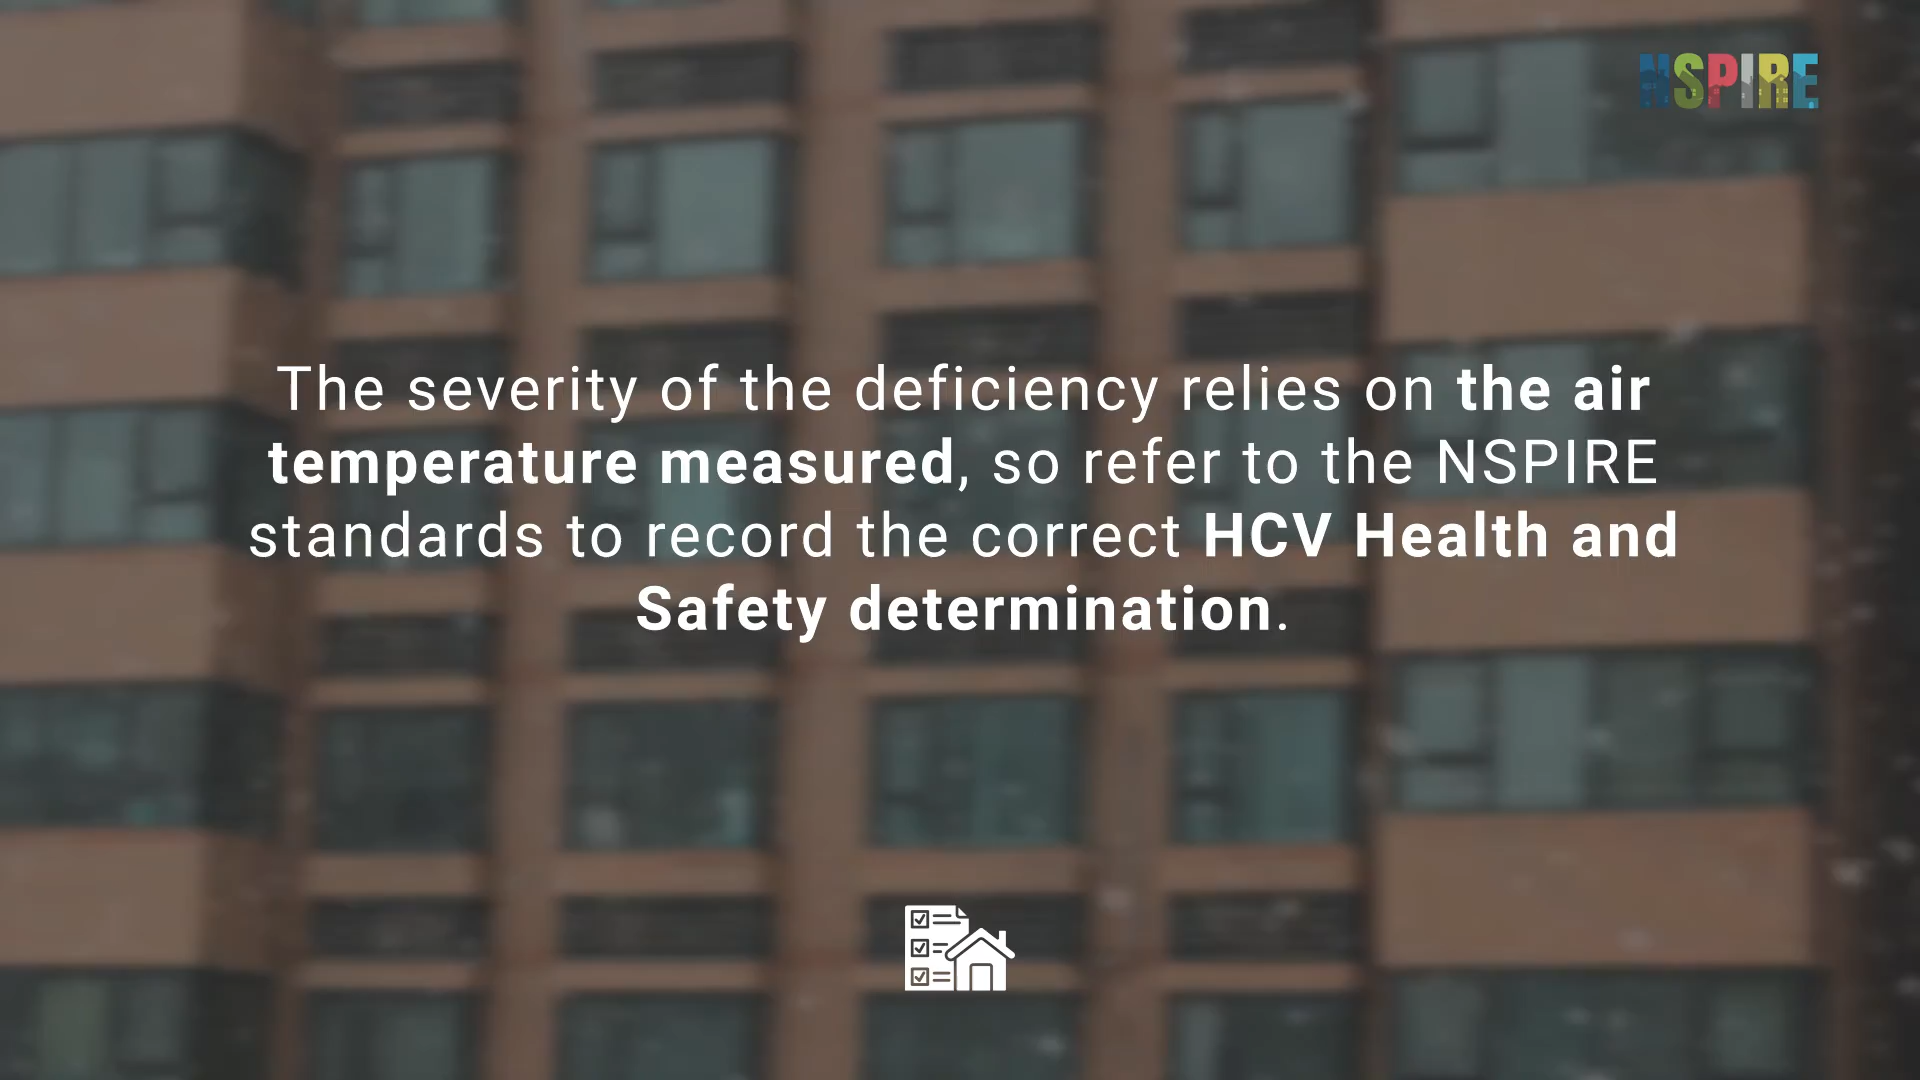 NSPIRE
The severity of the deficiency relies on the air
temperature measured, so refer to the NSPIRE
standards to record the correct HCV Health and
Safety determination.